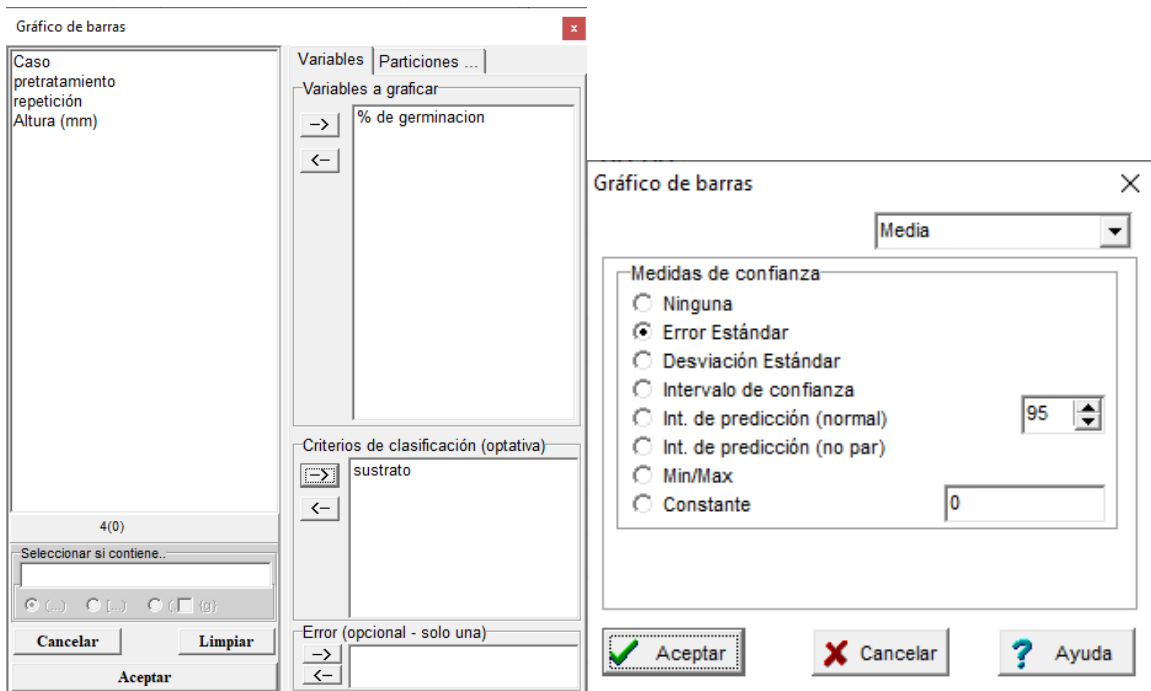 Gráfico de barras
x
Caso
pretratamiento
repetición
Altura (mm)
4(0)
Seleccionar si contiene..
(...) [...) (. {g}
Cancelar Limpiar
Aceptar
Variables Particiones ...
Variables a graficar
-->
<--
% de germinacion
Criterios de clasificación (optativa)
-->
<--
sustrato
Error (opcional - solo una)
-->
<--
Gráfico de barras
Media
Medidas de confianza
Ninguna
Error Estándar
Desviación Estándar
Intervalo de confianza
Int. de predicción (normal) 95
Int. de predicción (no par)
Min/Max
Constante 0
Aceptar Cancelar ? Ayuda